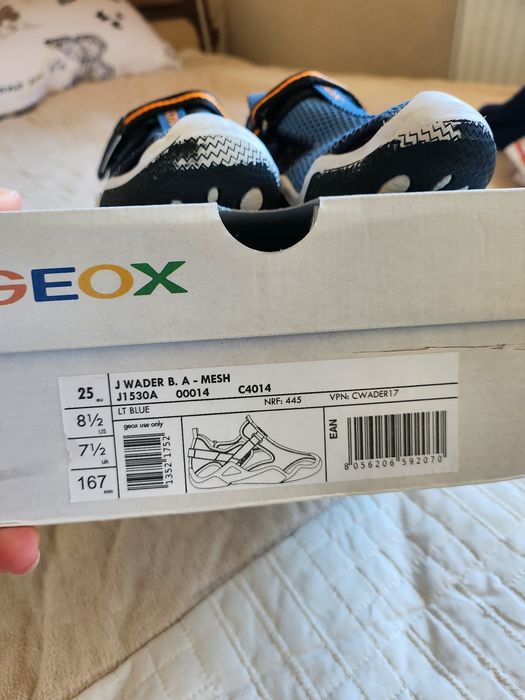 GEOX
25 eu
8½ us
7½ uk
167 mm
J WADER B. A - MESH
J1530A 00014 C4014
LT BLUE NRF: 445 VPN: CWADER17
geox use only
1352 1752
EAN
8 056206 592070